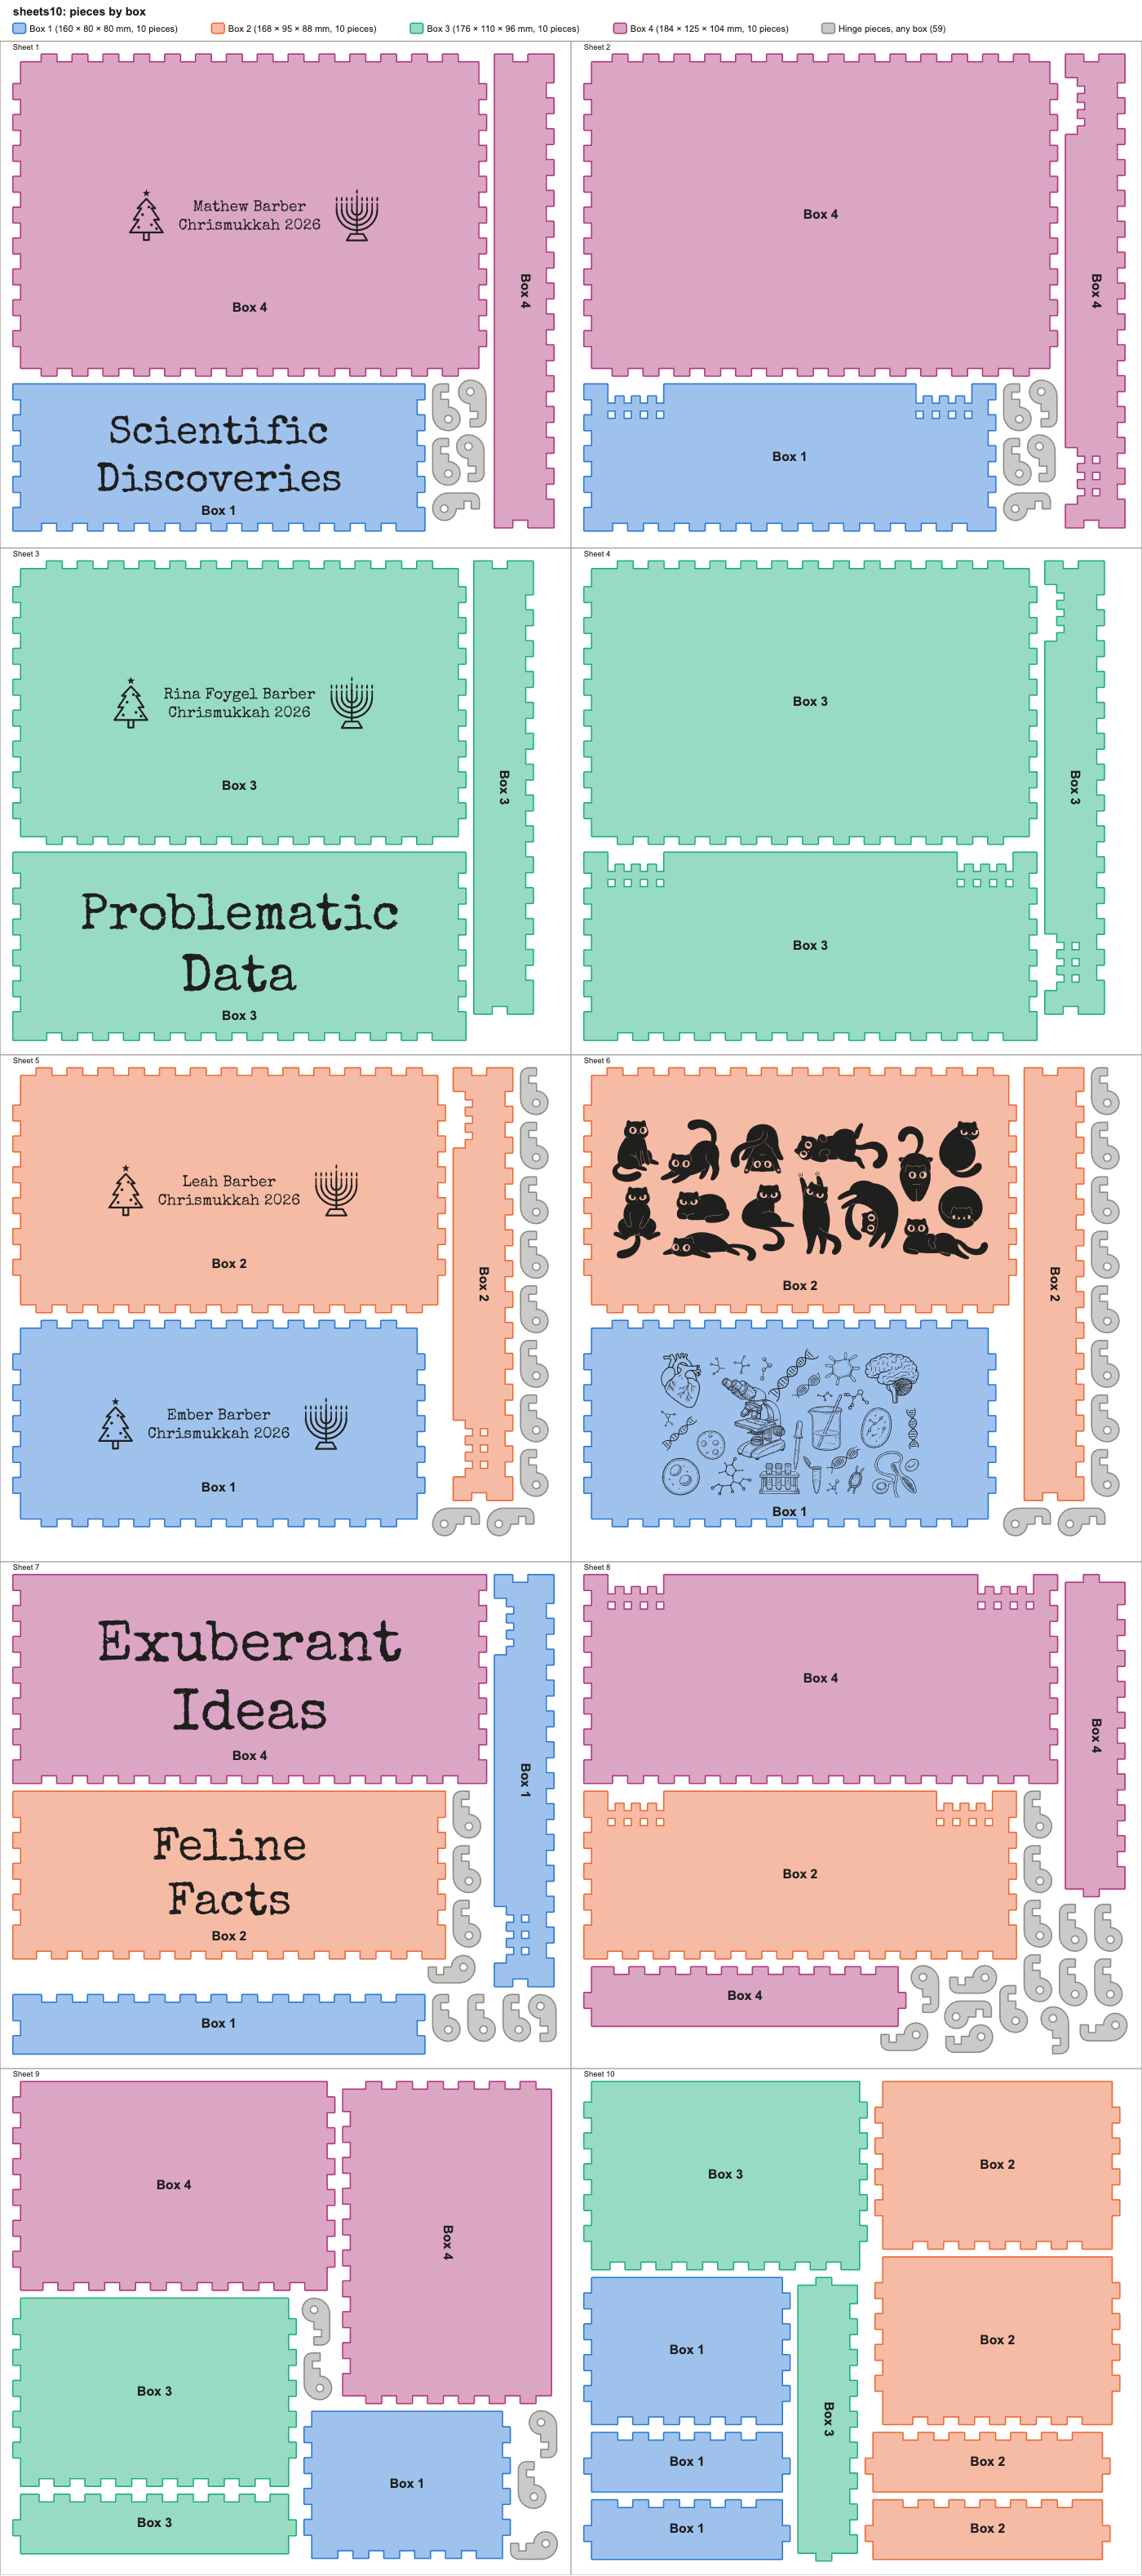 sheets10: pieces by box
Box 1 (160 × 80 × 80 mm, 10 pieces)
Box 2 (168 × 95 × 88 mm, 10 pieces)
Box 3 (176 × 110 × 96 mm, 10 pieces)
Box 4 (184 × 125 × 104 mm, 10 pieces)
Hinge pieces, any box (59)
Sheet 1
Mathew Barber
Chrismukkah 2026
Box 4
Box 4
Scientific
Discoveries
Box 1
Sheet 2
Box 4
Box 4
Box 1
Sheet 3
Rina Foygel Barber
Chrismukkah 2026
Box 3
Box 3
Problematic
Data
Box 3
Sheet 4
Box 3
Box 3
Box 3
Sheet 5
Leah Barber
Chrismukkah 2026
Box 2
Box 2
Ember Barber
Chrismukkah 2026
Box 1
Sheet 6
Box 2
Box 2
Box 1
Sheet 7
Exuberant
Ideas
Box 4
Box 1
Feline
Facts
Box 2
Box 1
Sheet 8
Box 4
Box 4
Box 2
Box 4
Sheet 9
Box 4
Box 4
Box 3
Box 1
Box 3
Sheet 10
Box 3
Box 2
Box 1
Box 2
Box 3
Box 1
Box 2
Box 1
Box 2